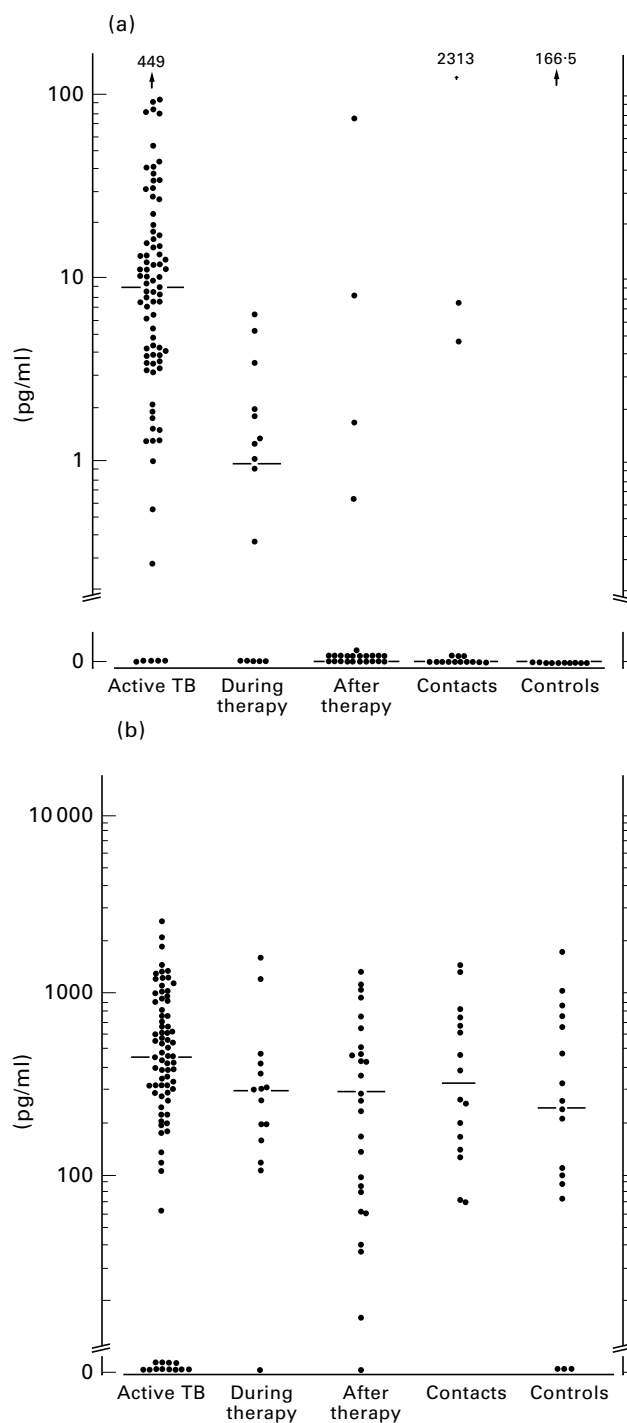 (a)
449
2313
166·5
100
10
1
0
(pg/ml)
Active TB
During
therapy
After
therapy
Contacts
Controls
(b)
10 000
1000
100
0
(pg/ml)
Active TB
During
therapy
After
therapy
Contacts
Controls